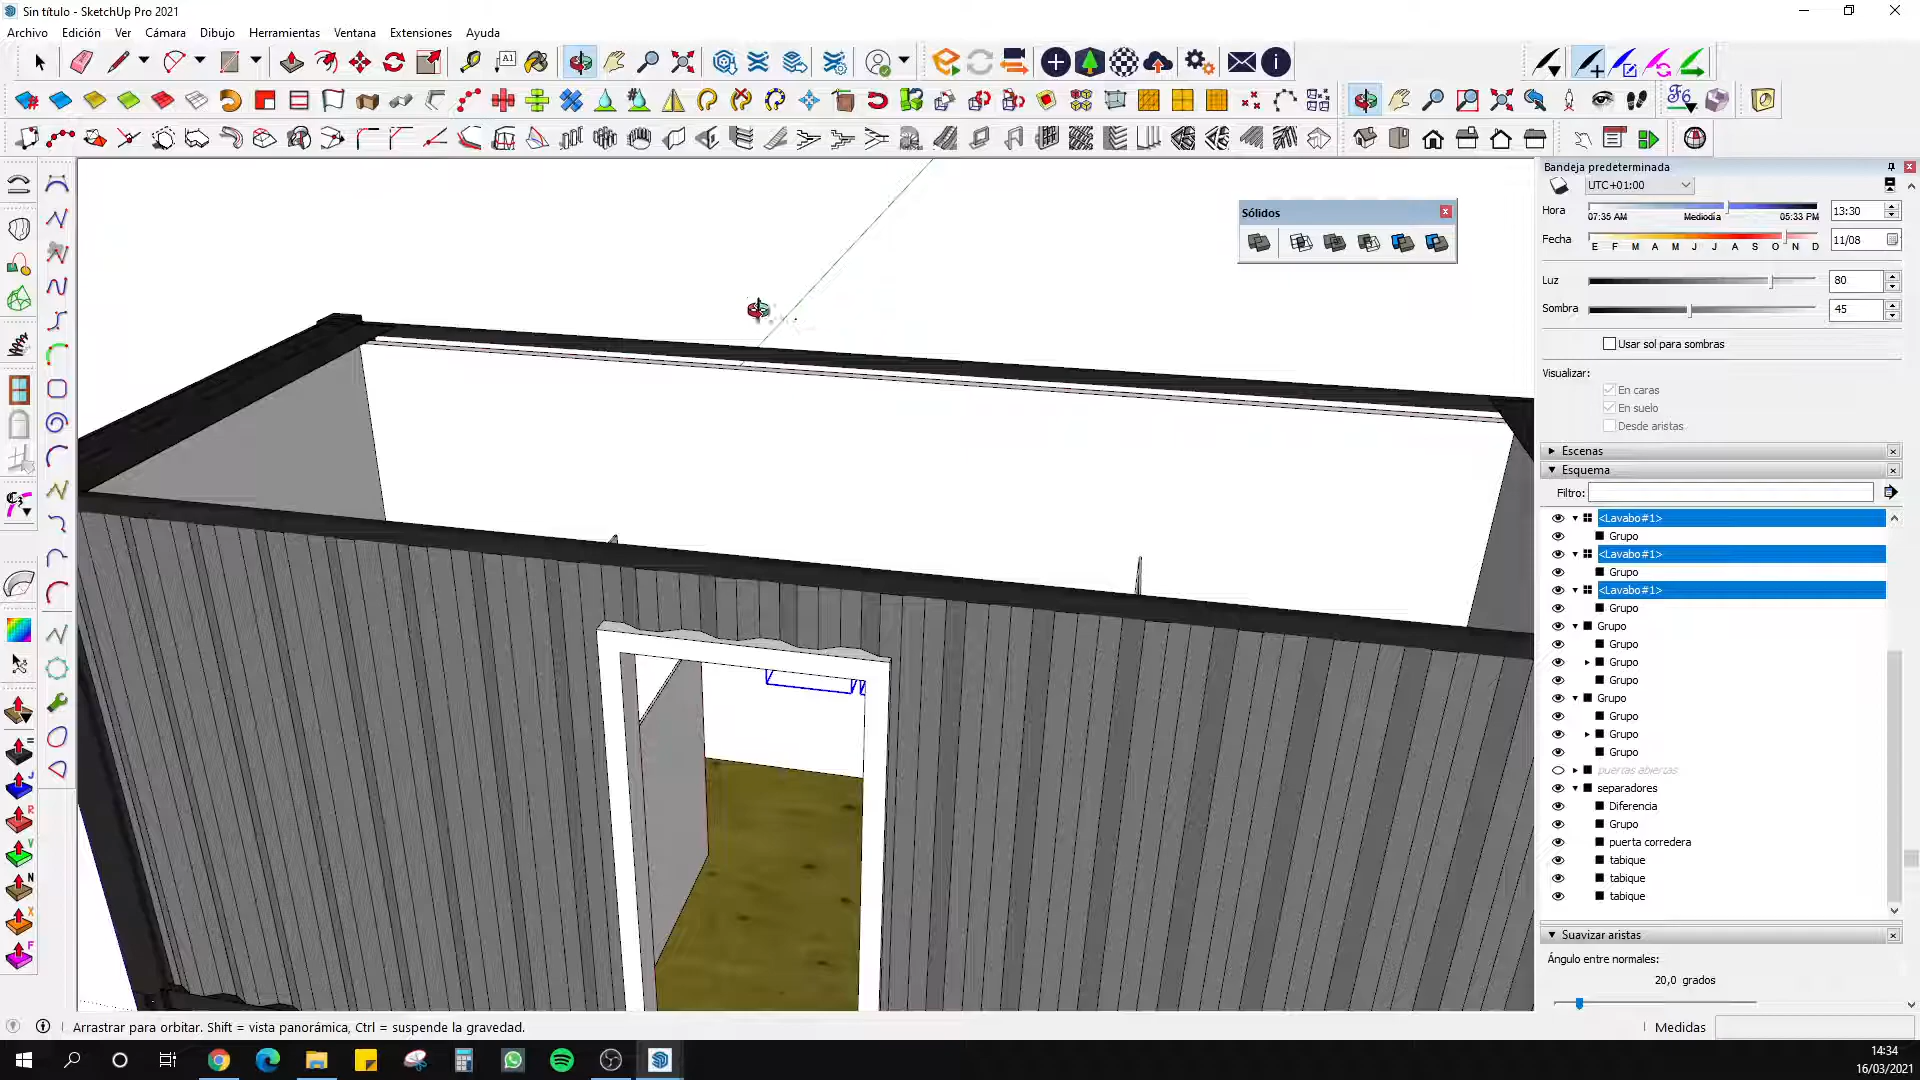 Sin título - SketchUp Pro 2021
Archivo Edición Ver Cámara Dibujo Herramientas Ventana Extensiones Ayuda
A1
Bandeja predeterminada
UTC+01:00
Hora
07:35 AM Mediodía 05:33 PM
13:30
Fecha
E F M A M J J A S O N D
11/08
Luz
80
Sombra
45
Usar sol para sombras
Visualizar:
En caras
En suelo
Desde aristas
Escenas
Esquema
Filtro:
<Lavabo#1>
Grupo
<Lavabo#1>
Grupo
<Lavabo#1>
Grupo
Grupo
Grupo
Grupo
Grupo
Grupo
Grupo
Grupo
Grupo
puertas abiertas
separadores
Diferencia
Grupo
puerta corredera
tabique
tabique
tabique
Suavizar aristas
Ángulo entre normales:
20,0 grados
Sólidos
J
R
V
N
X
F
Arrastrar para orbitar. Shift = vista panorámica, Ctrl = suspende la gravedad.
Medidas
14:34
16/03/2021